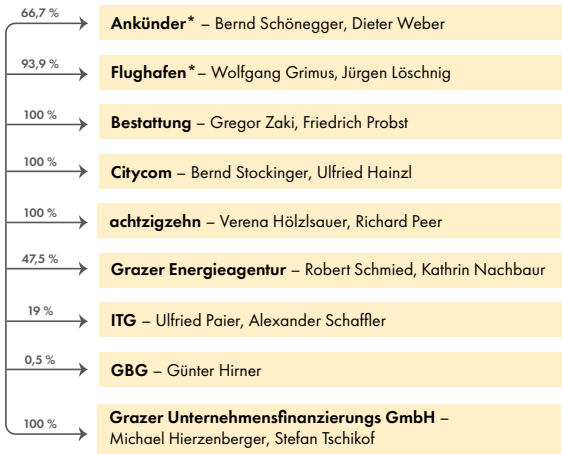 66,7 %
Ankünder* – Bernd Schönegger, Dieter Weber
93,9 %
Flughafen* – Wolfgang Grimus, Jürgen Löschnig
100 %
Bestattung – Gregor Zaki, Friedrich Probst
100 %
Citycom – Bernd Stockinger, Ulfried Hainzl
100 %
achtzigzehn – Verena Hölzlsauer, Richard Peer
47,5 %
Grazer Energieagentur – Robert Schmied, Kathrin Nachbaur
19 %
ITG – Ulfried Paier, Alexander Schaffler
0,5 %
GBG – Günter Hirner
100 %
Grazer Unternehmensfinanzierungs GmbH –
Michael Hierzenberger, Stefan Tschikof